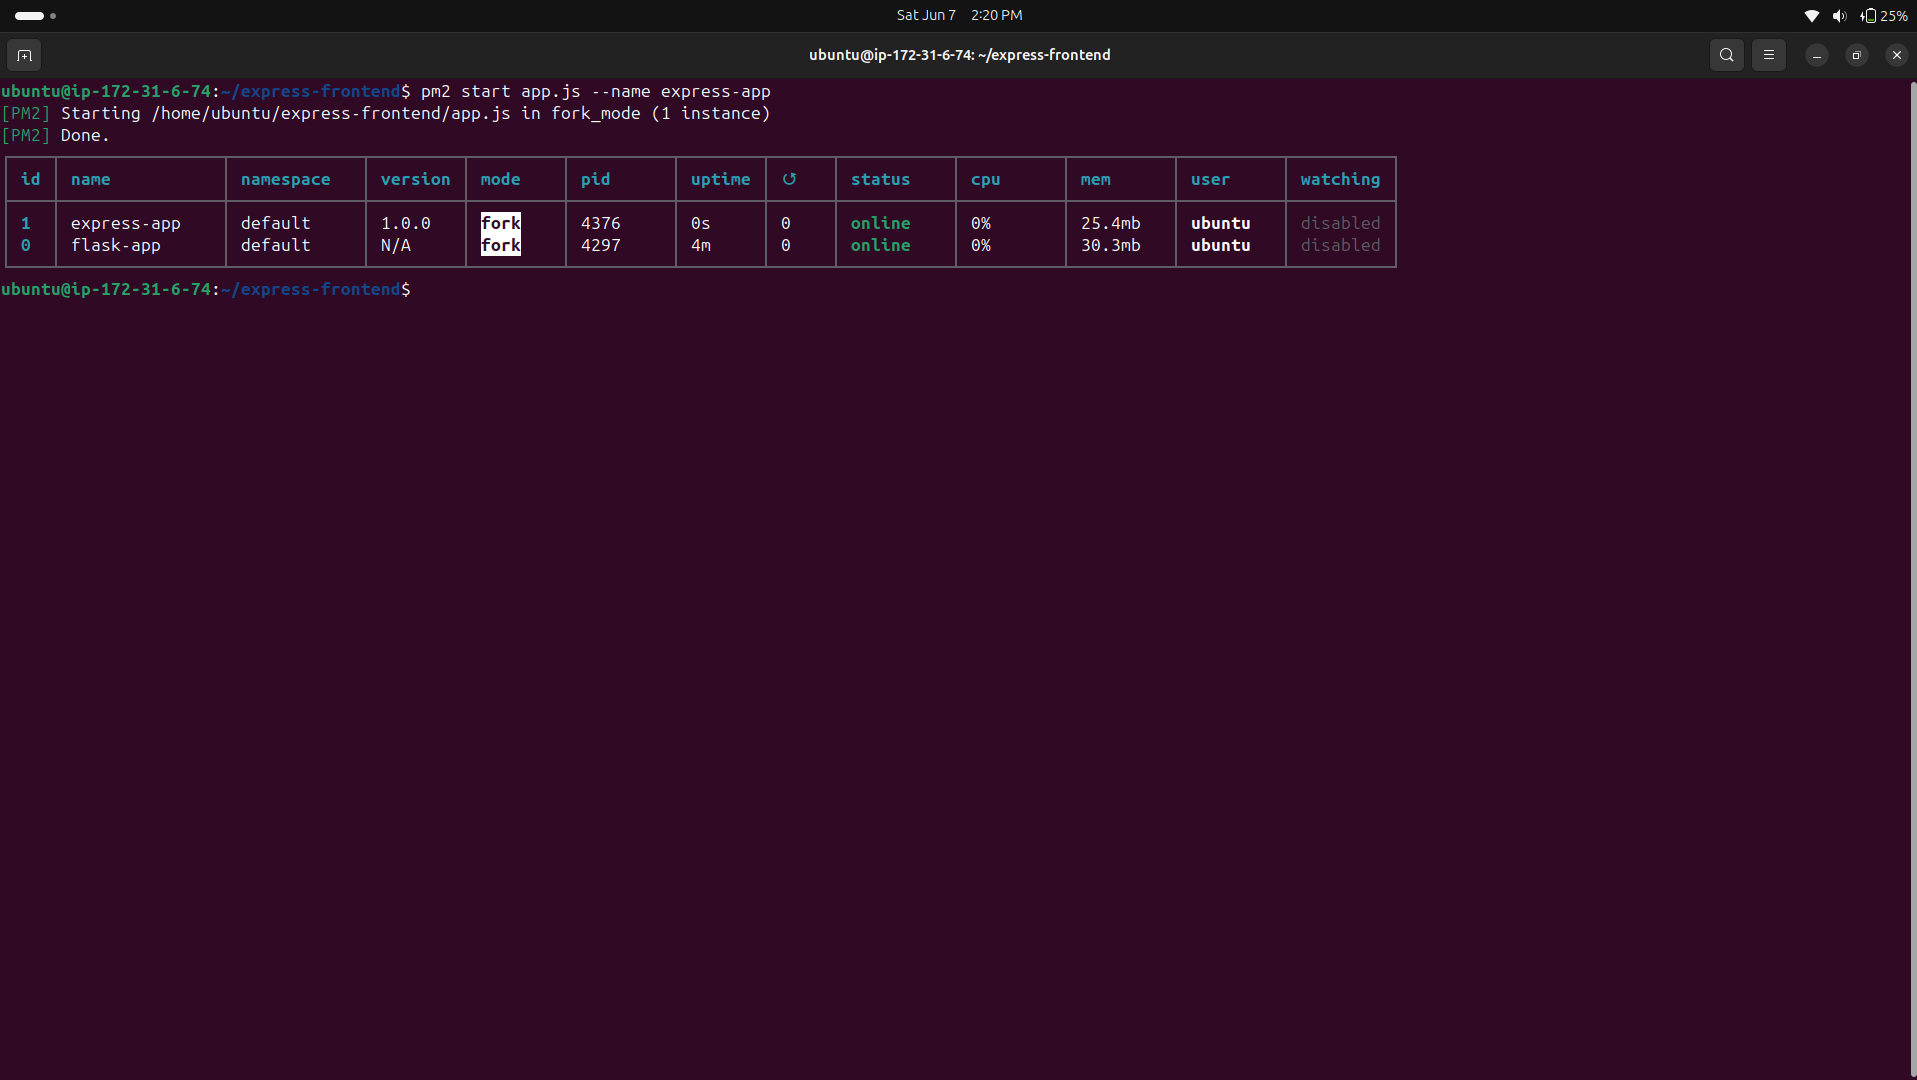 Sat Jun 7 2:20 PM
25%
ubuntu@ip-172-31-6-74: ~/express-frontend
ubuntu@ip-172-31-6-74:~/express-frontend$ pm2 start app.js --name express-app
[PM2] Starting /home/ubuntu/express-frontend/app.js in fork_mode (1 instance)
[PM2] Done.
id name namespace version mode pid uptime ↺ status cpu mem user watching
1 express-app default 1.0.0 fork 4376 0s 0 online 0% 25.4mb ubuntu disabled
0 flask-app default N/A fork 4297 4m 0 online 0% 30.3mb ubuntu disabled
ubuntu@ip-172-31-6-74:~/express-frontend$